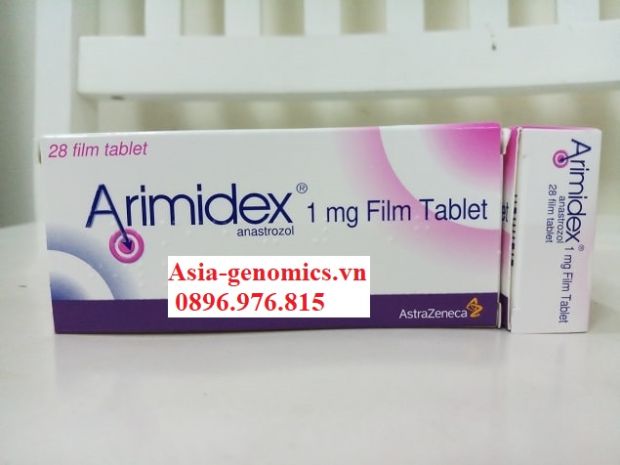 28 film tablet
Arimidex® 1 mg Film Tablet
anastrozol
Asia-genomics.vn
0896.976.815
AstraZeneca
Arimidex® 1 mg Film Tablet
anastrozol
28 film tablet